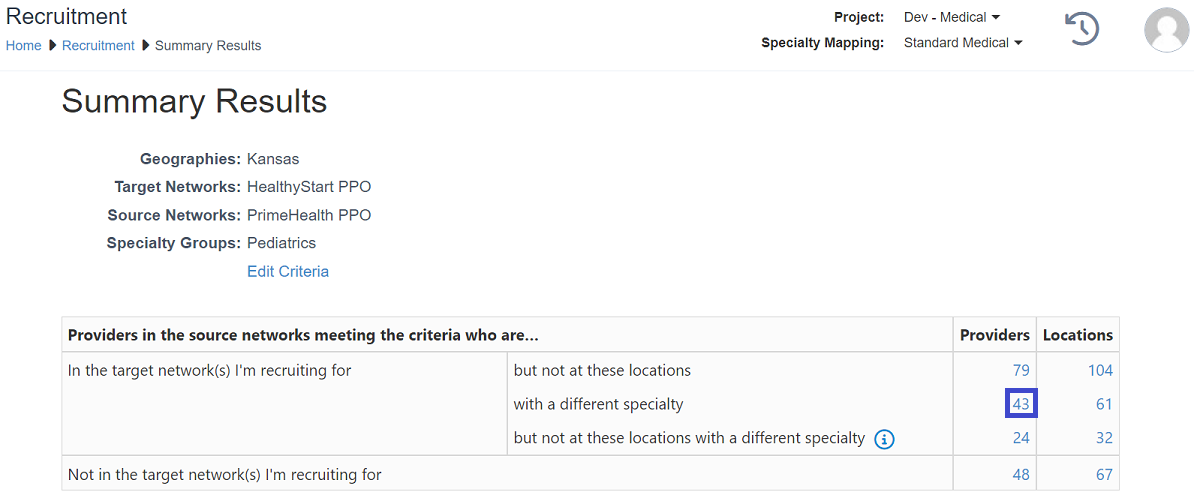 Recruitment
Project: Dev - Medical
Home Recruitment Summary Results
Specialty Mapping: Standard Medical
Summary Results
Geographies: Kansas
Target Networks: HealthyStart PPO
Source Networks: PrimeHealth PPO
Specialty Groups: Pediatrics
Edit Criteria
Providers in the source networks meeting the criteria who are... Providers Locations
In the target network(s) I'm recruiting for but not at these locations 79 104
with a different specialty 43 61
but not at these locations with a different specialty i 24 32
Not in the target network(s) I'm recruiting for 48 67